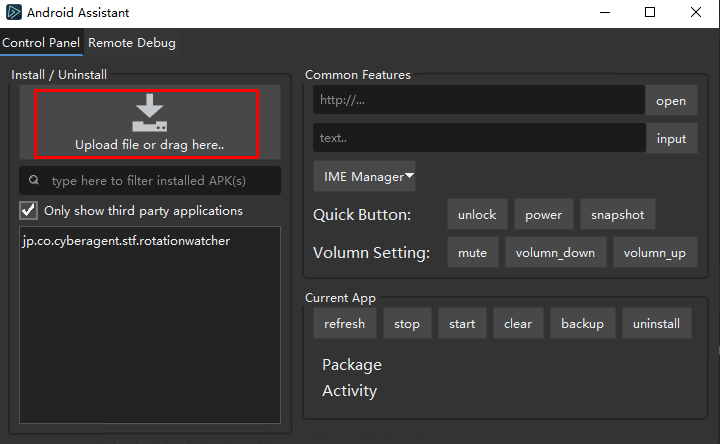 Android Assistant
Control Panel Remote Debug
Install / Uninstall
Upload file or drag here..
type here to filter installed APK(s)
Only show third party applications
jp.co.cyberagent.stf.rotationwatcher
Common Features
http://... open
text.. input
IME Manager
Quick Button: unlock power snapshot
Volumn Setting: mute volumn_down volumn_up
Current App
refresh stop start clear backup uninstall
Package
Activity